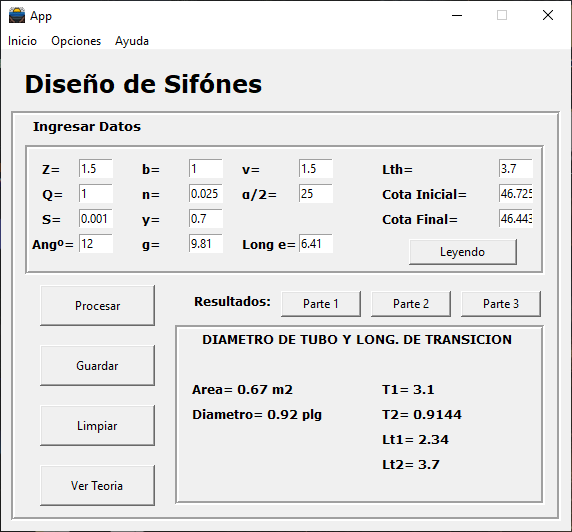 App
Inicio Opciones Ayuda
Diseño de Sifónes
Ingresar Datos
Z= 1.5 b= 1 v= 1.5 Lth= 3.7
Q= 1 n= 0.025 α/2= 25 Cota Inicial= 46.725
S= 0.001 y= 0.7 Cota Final= 46.443
Angº= 12 g= 9.81 Long e= 6.41 Leyendo
Procesar
Resultados: Parte 1 Parte 2 Parte 3
DIAMETRO DE TUBO Y LONG. DE TRANSICION
Guardar
Area= 0.67 m2 T1= 3.1
Diametro= 0.92 plg T2= 0.9144
Limpiar
Lt1= 2.34
Lt2= 3.7
Ver Teoria